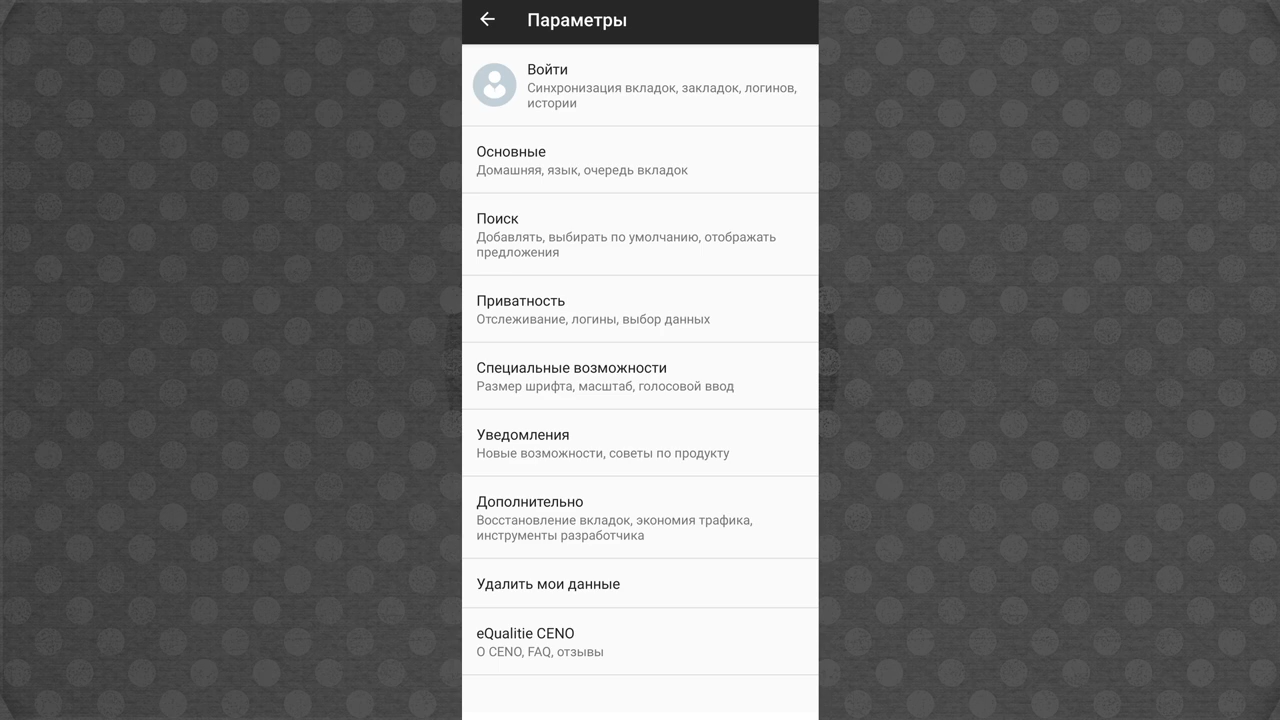 Параметры
Войти
Синхронизация вкладок, закладок, логинов,
истории
Основные
Домашняя, язык, очередь вкладок
Поиск
Добавлять, выбирать по умолчанию, отображать
предложения
Приватность
Отслеживание, логины, выбор данных
Специальные возможности
Размер шрифта, масштаб, голосовой ввод
Уведомления
Новые возможности, советы по продукту
Дополнительно
Восстановление вкладок, экономия трафика,
инструменты разработчика
Удалить мои данные
eQualitie CENO
О CENO, FAQ, отзывы